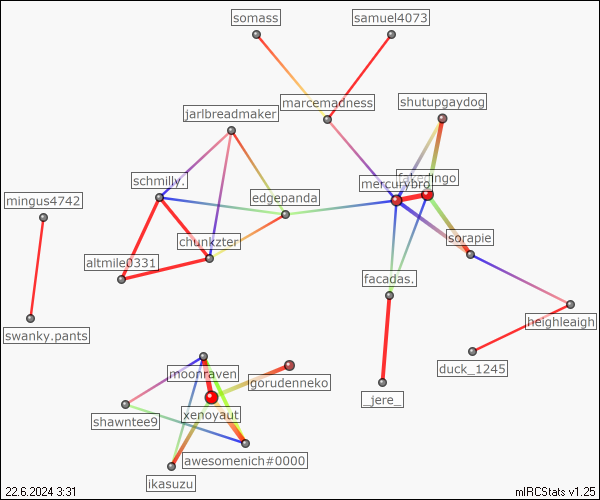 somass
samuel4073
marcemadness
shutupgaydog
jarlbreadmaker
fakedingo
mercurybro
schmilly.
edgepanda
mingus4742
chunkzter
sorapie
altmile0331
facadas.
heighleaigh
swanky.pants
duck_1245
moonraven
gorudenneko
_jere_
xenoyaut
shawntee9
awesomenich#0000
ikasuzu
22.6.2024 3:31
mIRCStats v1.25